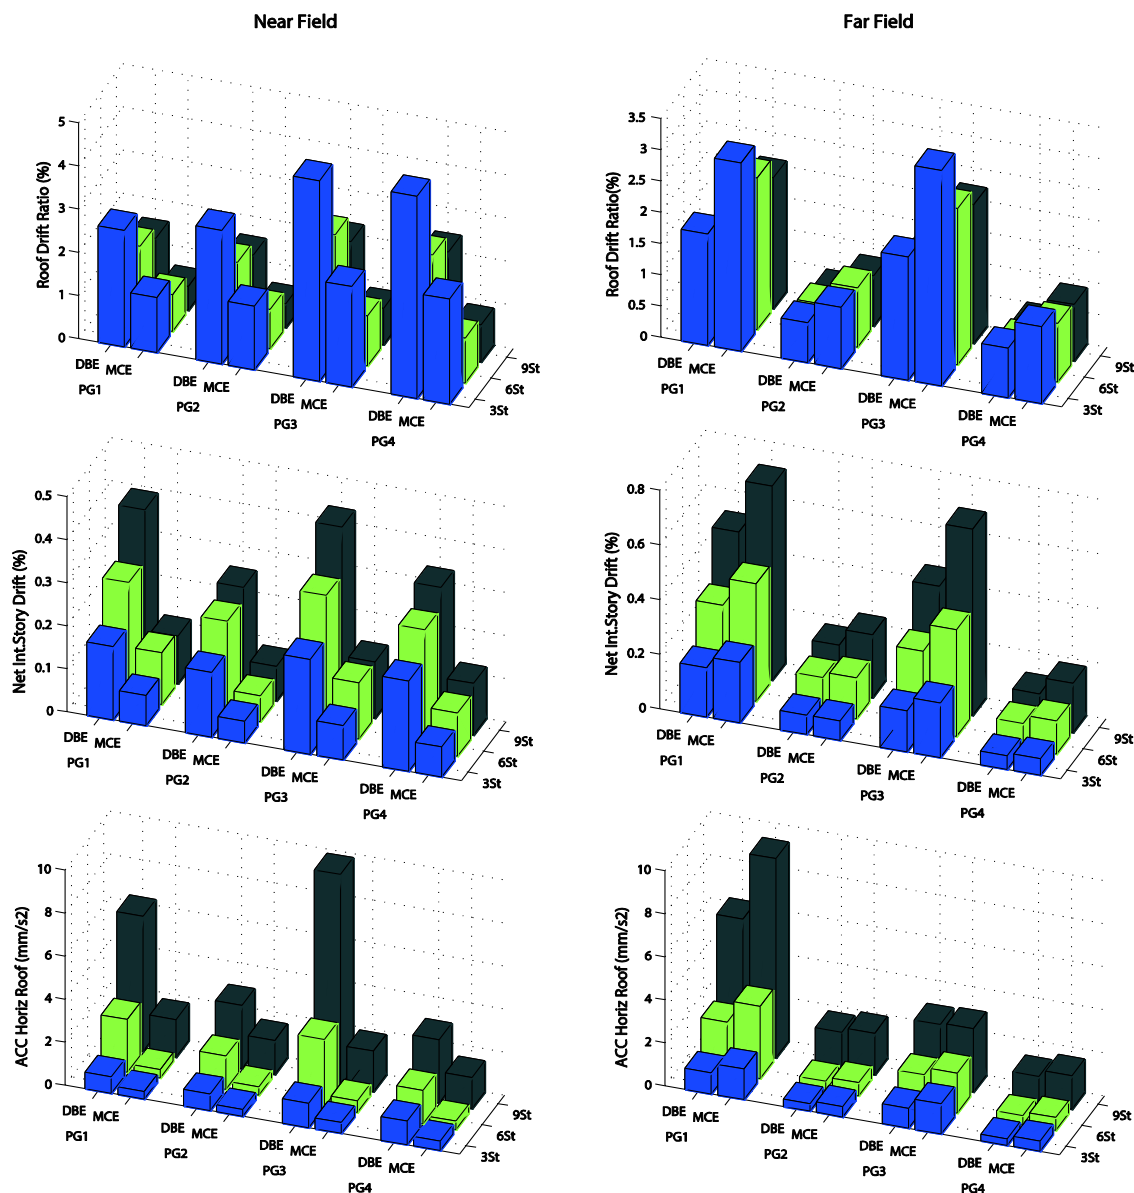 Near Field
Far Field
Roof Drift Ratio (%)
5
4
3
2
1
0
DBE MCE DBE MCE DBE MCE DBE MCE
PG1 PG2 PG3 PG4
9St
6St
3St
Roof Drift Ratio(%)
3.5
3
2.5
2
1.5
1
0.5
0
DBE MCE DBE MCE DBE MCE DBE MCE
PG1 PG2 PG3 PG4
9St
6St
3St
Net Int.Story Drift (%)
0.5
0.4
0.3
0.2
0.1
0
DBE MCE DBE MCE DBE MCE DBE MCE
PG1 PG2 PG3 PG4
9St
6St
3St
Net Int.Story Drift (%)
0.8
0.6
0.4
0.2
0
DBE MCE DBE MCE DBE MCE DBE MCE
PG1 PG2 PG3 PG4
9St
6St
3St
ACC Horiz Roof (mm/s2)
10
8
6
4
2
0
DBE MCE DBE MCE DBE MCE DBE MCE
PG1 PG2 PG3 PG4
9St
6St
3St
ACC Horiz Roof (mm/s2)
10
8
6
4
2
0
DBE MCE DBE MCE DBE MCE DBE MCE
PG1 PG2 PG3 PG4
9St
6St
3St